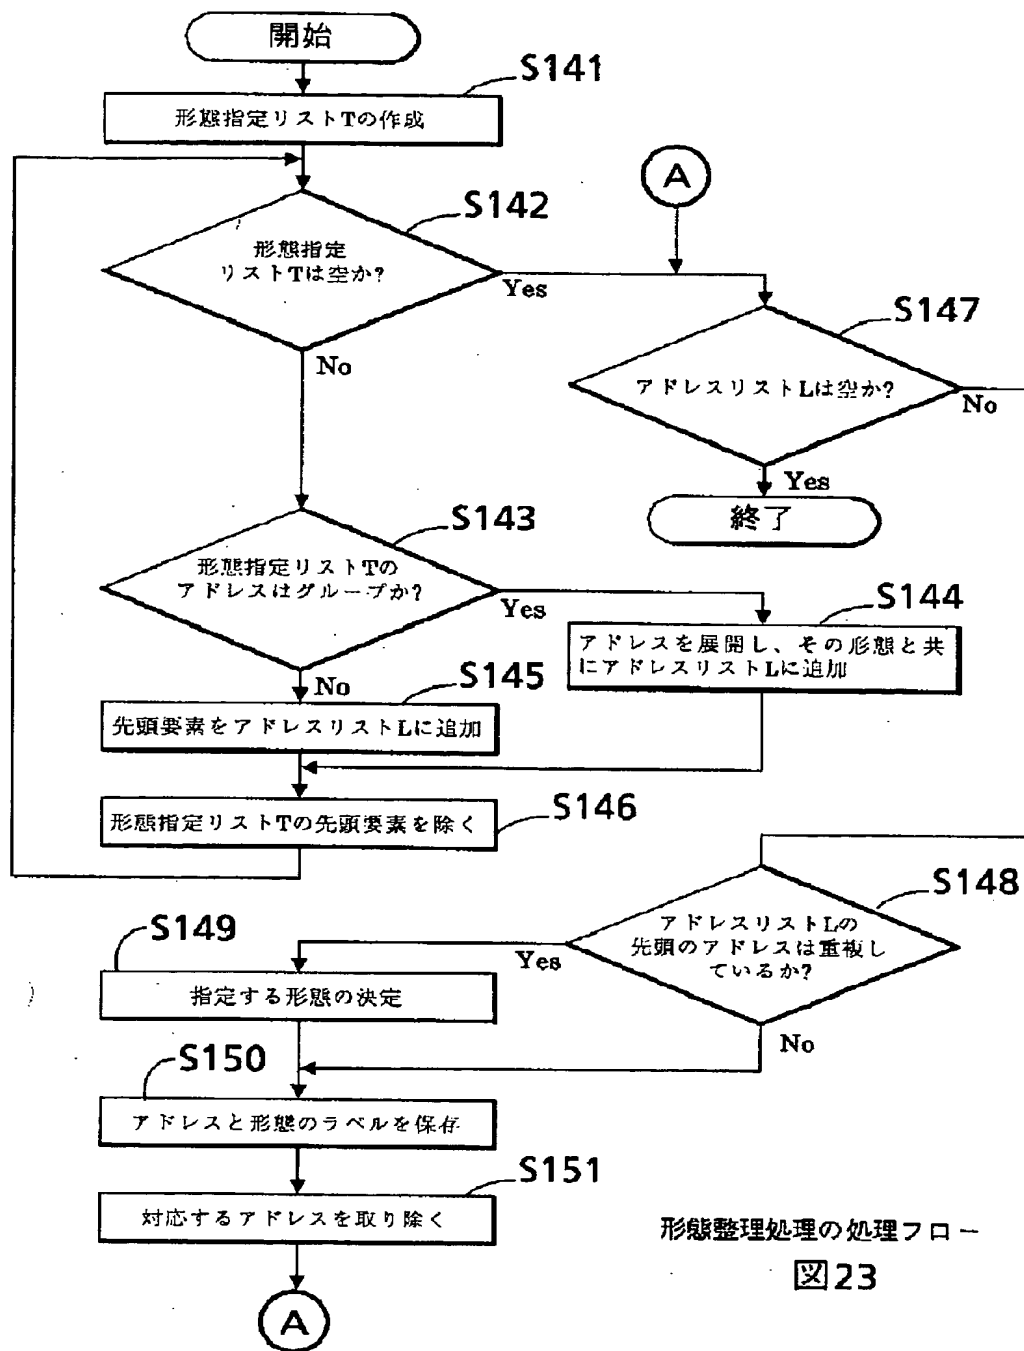 開始
S141
形態指定リストTの作成
A
S142
形態指定
リストTは空か?
Yes
No
S147
アドレスリストLは空か?
No
Yes
終了
S143
形態指定リストTの
アドレスはグループか?
Yes
No
S144
アドレスを展開し、その形態と共
にアドレスリストLに追加
S145
先頭要素をアドレスリストLに追加
S146
形態指定リストTの先頭要素を除く
S148
アドレスリストLの
先頭のアドレスは重複し
ているか?
Yes
No
S149
指定する形態の決定
S150
アドレスと形態のラベルを保存
S151
対応するアドレスを取り除く
A
形態整理処理の処理フロー
図23